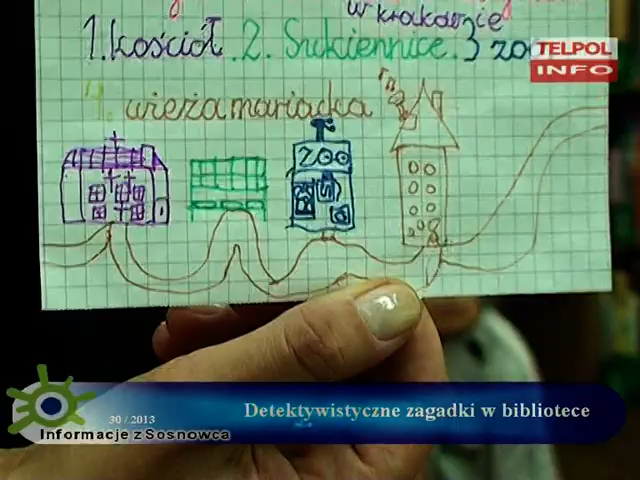 w krakowie
1. kościół. 2. Sukiennice. 3 zoo
4. wieża mariacka
ZOO
TELPOL
INFO
30 / 2013
Detektywistyczne zagadki w bibliotece
Informacje z Sosnowca